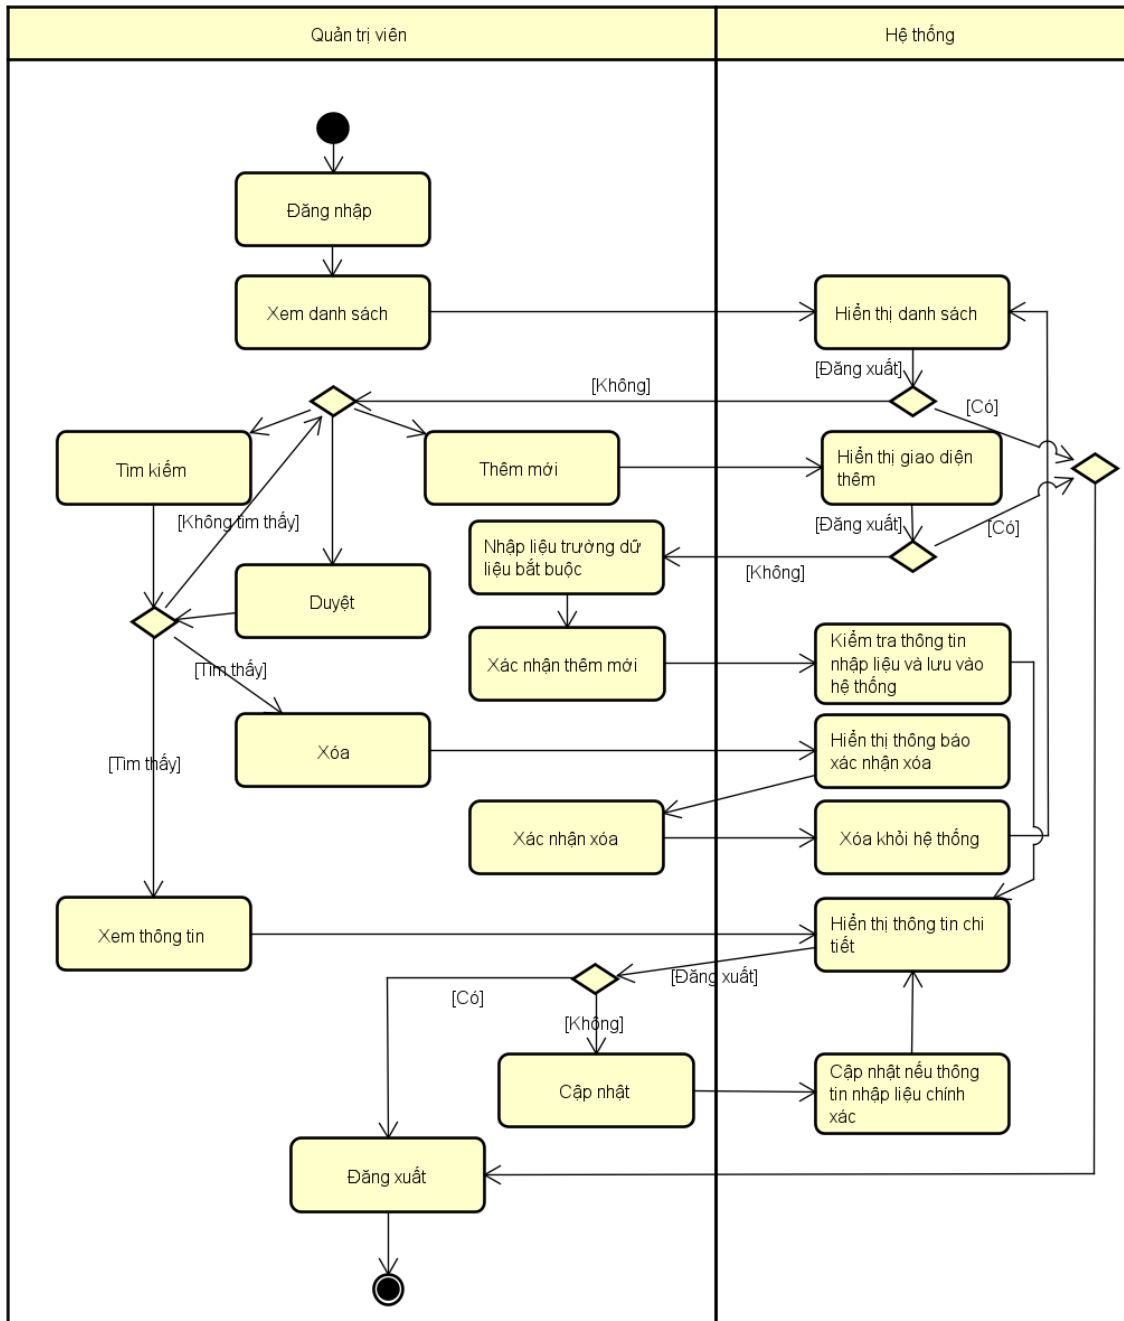 Quản trị viên
Hệ thống
Đăng nhập
Xem danh sách
Hiển thị danh sách
[Đăng xuất]
[Không]
[Có]
Tìm kiếm
Thêm mới
Hiển thị giao diện
thêm
[Không tìm thấy]
[Đăng xuất]
[Có]
Nhập liệu trường dữ
liệu bắt buộc
[Không]
Duyệt
Xác nhận thêm mới
Kiểm tra thông tin
nhập liệu và lưu vào
hệ thống
[Tìm thấy]
Xóa
Hiển thị thông báo
xác nhận xóa
[Tìm thấy]
Xác nhận xóa
Xóa khỏi hệ thống
Xem thông tin
Hiển thị thông tin chi
tiết
[Đăng xuất]
[Có]
[Không]
Cập nhật
Cập nhật nếu thông
tin nhập liệu chính
xác
Đăng xuất